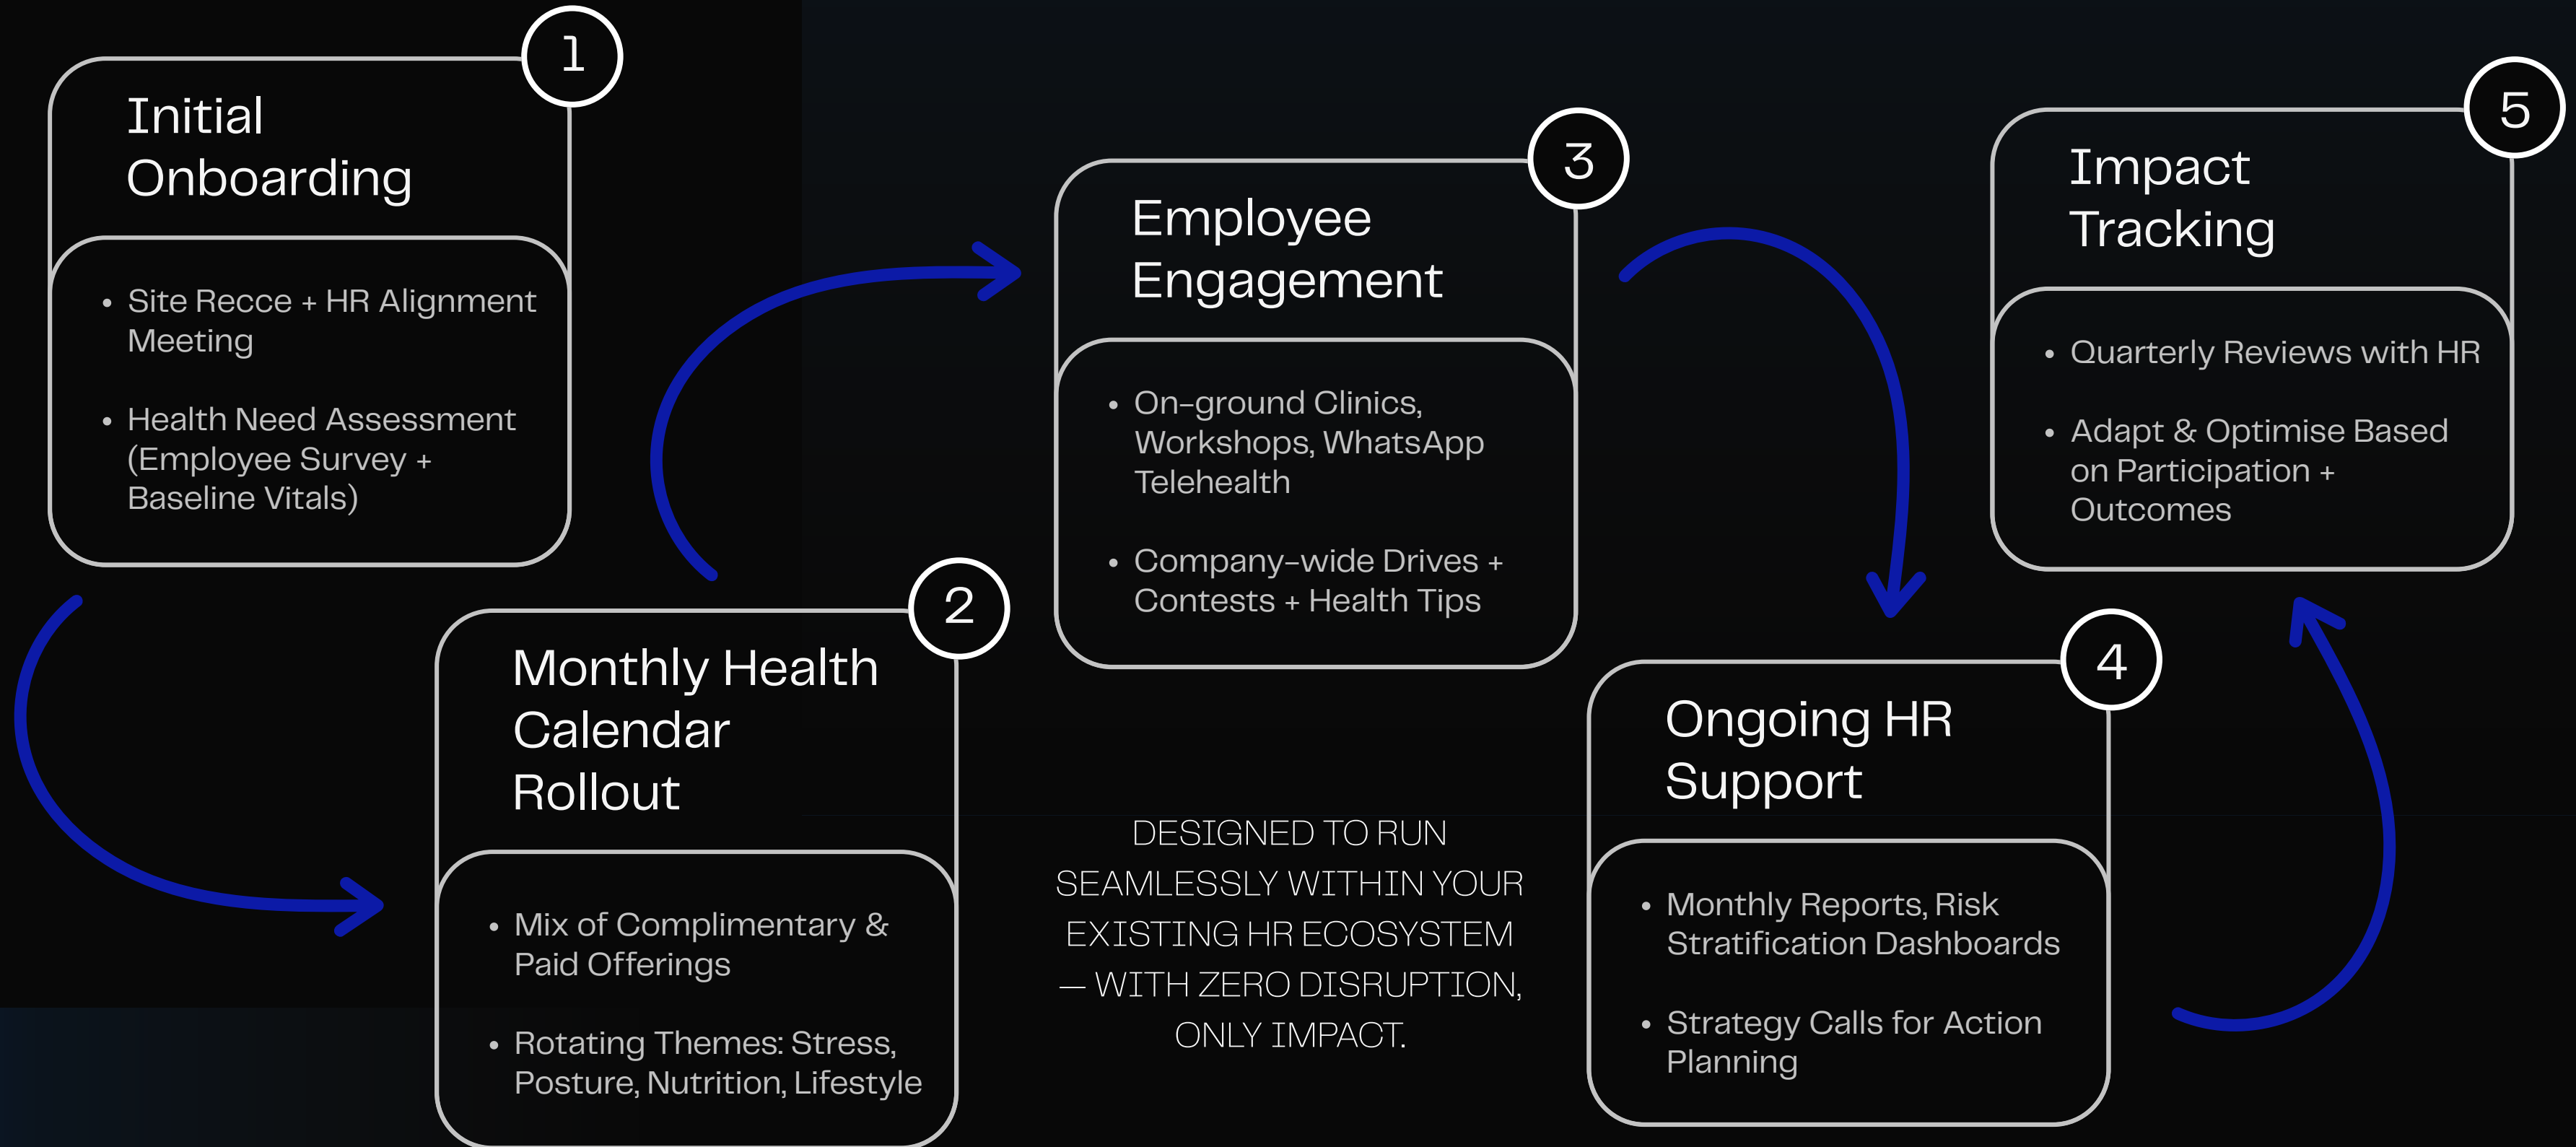 1
Initial
Onboarding
• Site Recce + HR Alignment
Meeting
• Health Need Assessment
(Employee Survey +
Baseline Vitals)
2
Monthly Health
Calendar
Rollout
• Mix of Complimentary &
Paid Offerings
• Rotating Themes: Stress,
Posture, Nutrition, Lifestyle
3
Employee
Engagement
• On-ground Clinics,
Workshops, WhatsApp
Telehealth
• Company-wide Drives +
Contests + Health Tips
DESIGNED TO RUN
SEAMLESSLY WITHIN YOUR
EXISTING HR ECOSYSTEM
— WITH ZERO DISRUPTION,
ONLY IMPACT.
4
Ongoing HR
Support
• Monthly Reports, Risk
Stratification Dashboards
• Strategy Calls for Action
Planning
5
Impact
Tracking
• Quarterly Reviews with HR
• Adapt & Optimise Based
on Participation +
Outcomes